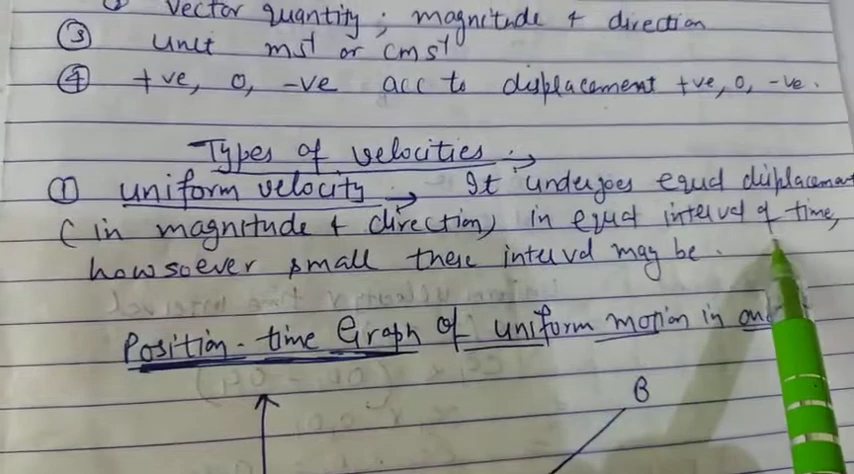 ② Vector quantity ; magnitude & direction
③ Unit ms⁻¹ or cms⁻¹
④ +ve, 0, -ve acc to displacement +ve, 0, -ve.
Types of velocities :→
① uniform velocity → It undergoes equal displacement
( in magnitude & direction) in equal interval of time,
howsoever small these interval may be.
Position-time Graph of uniform motion in
B